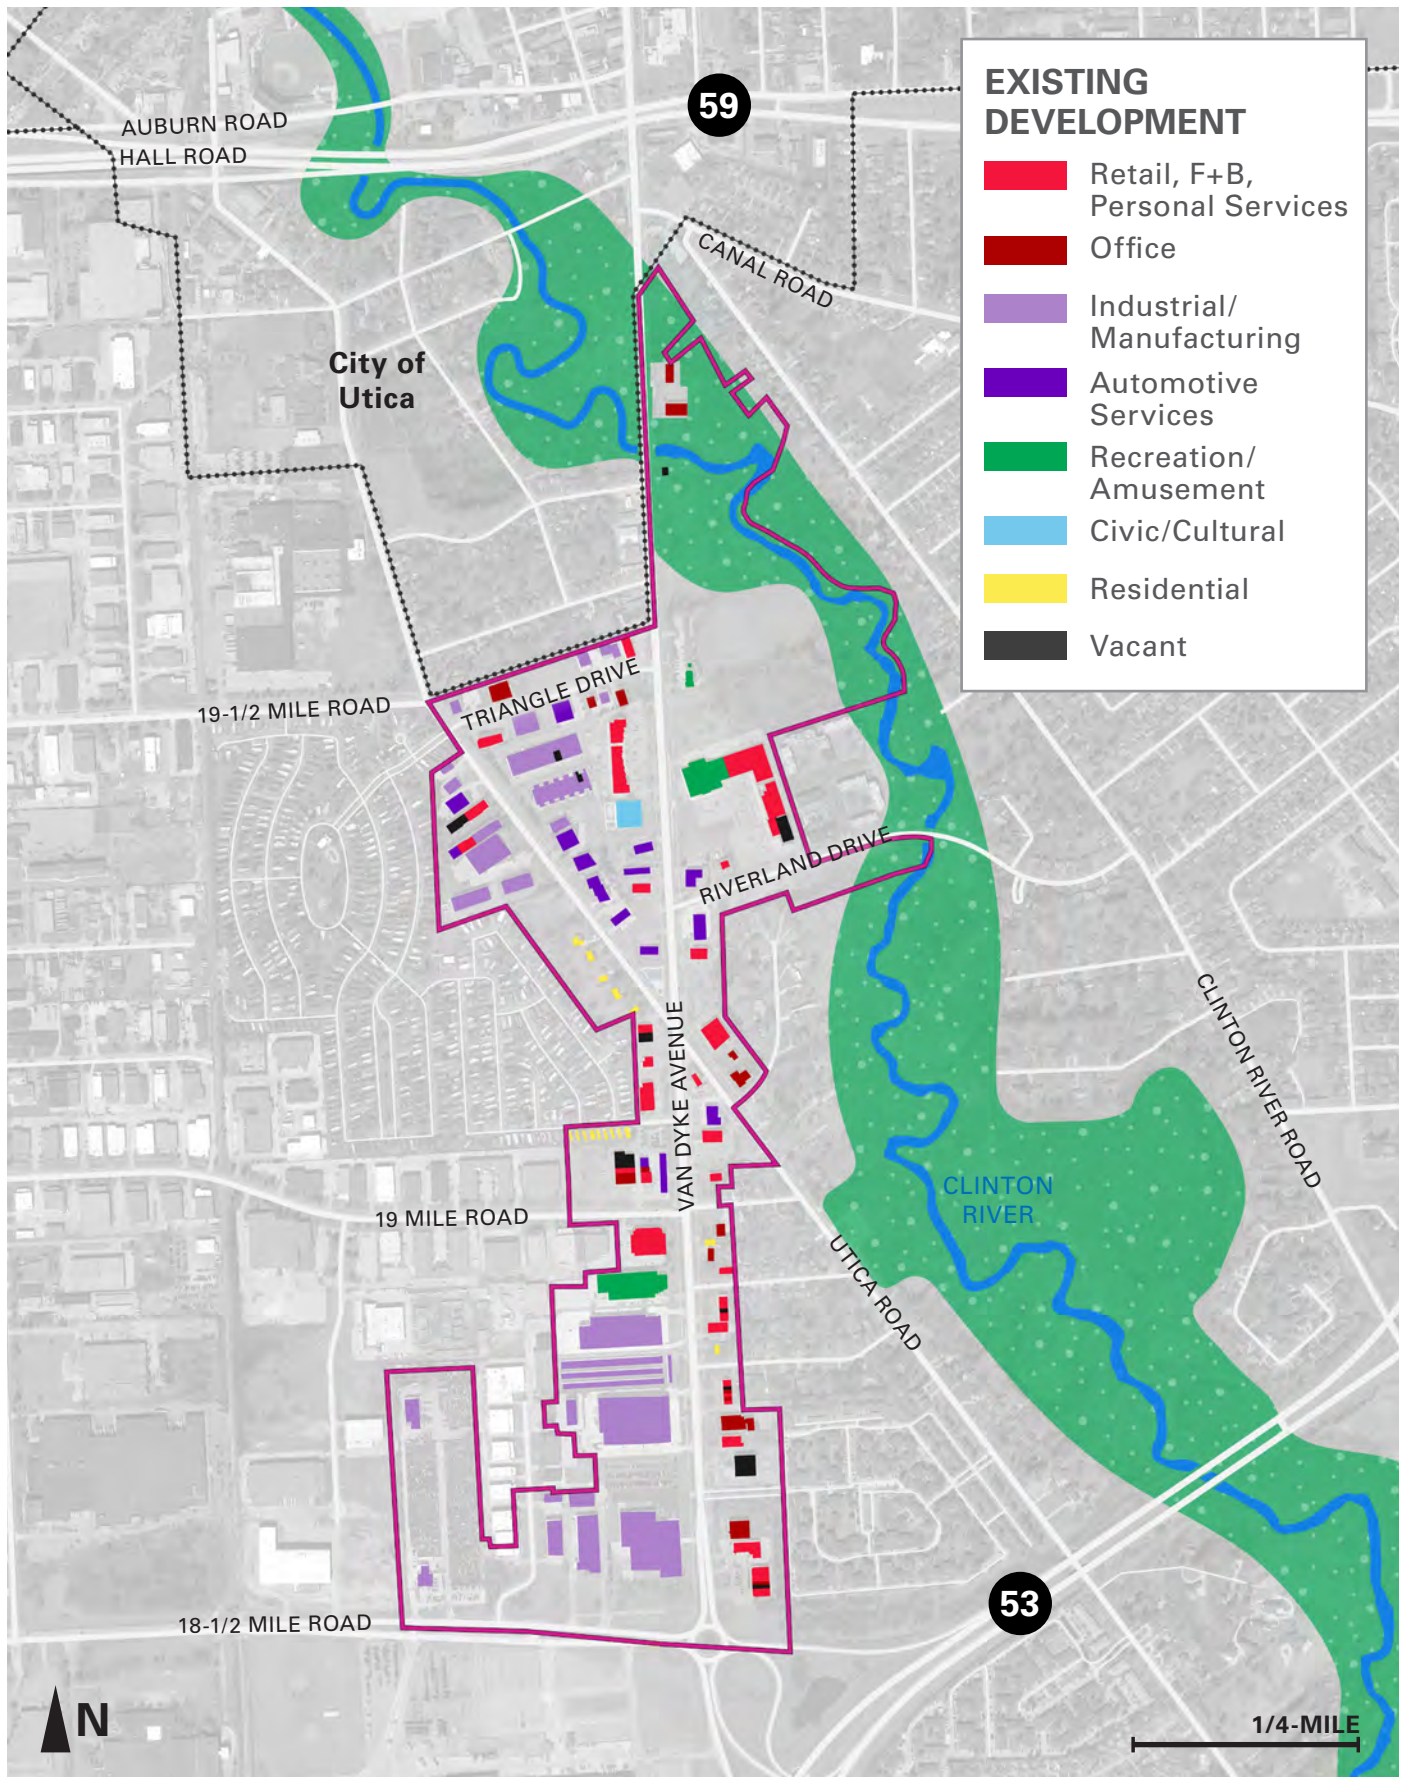 AUBURN ROAD
HALL ROAD
59
CANAL ROAD
City of
Utica
EXISTING
DEVELOPMENT
Retail, F+B,
Personal Services
Office
Industrial/
Manufacturing
Automotive
Services
Recreation/
Amusement
Civic/Cultural
Residential
Vacant
19-1/2 MILE ROAD
TRIANGLE DRIVE
RIVERLAND DRIVE
VAN DYKE AVENUE
CLINTON RIVER ROAD
CLINTON
RIVER
19 MILE ROAD
UTICA ROAD
53
18-1/2 MILE ROAD
N
1/4-MILE